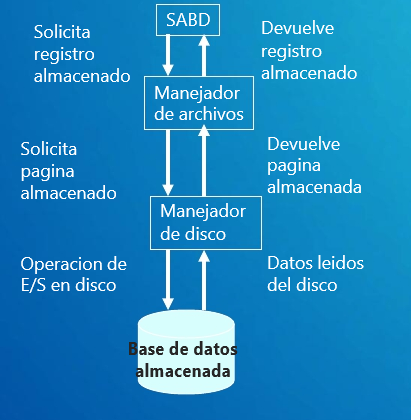 SABD
Solicita
registro
almacenado
Devuelve
registro
almacenado
Manejador
de archivos
Solicita
pagina
almacenado
Devuelve
pagina
almacenada
Manejador
de disco
Operacion de
E/S en disco
Datos leidos
del disco
Base de datos
almacenada